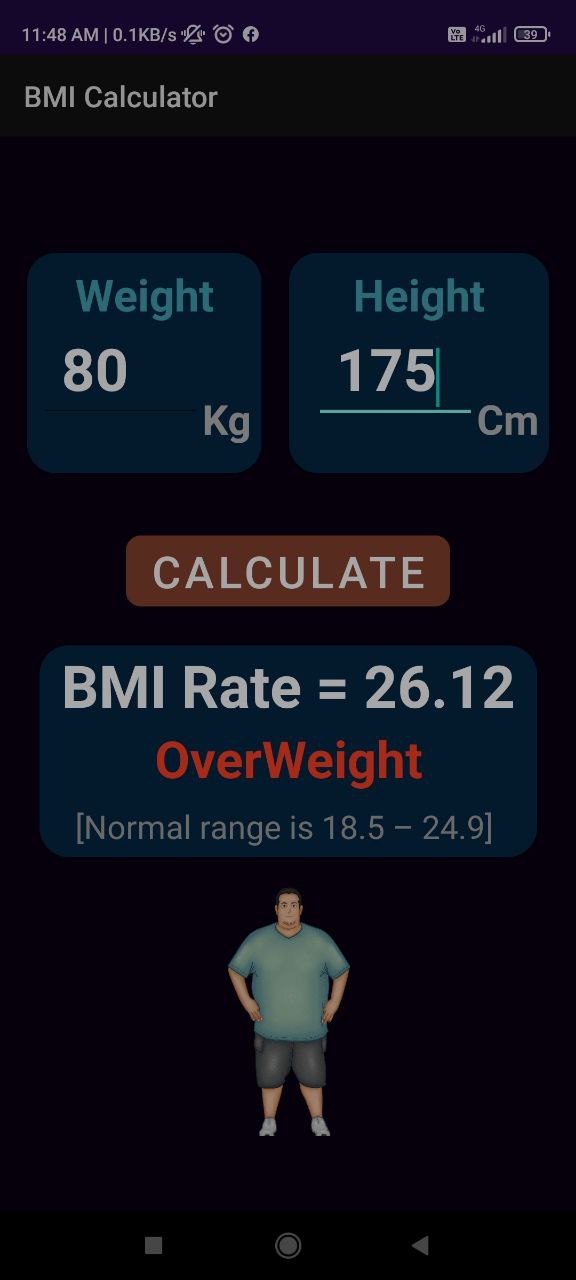 11:48 AM | 0.1KB/s
Vo LTE 4G 39
BMI Calculator
Weight
80
Kg
Height
175
Cm
CALCULATE
BMI Rate = 26.12
OverWeight
[Normal range is 18.5 – 24.9]